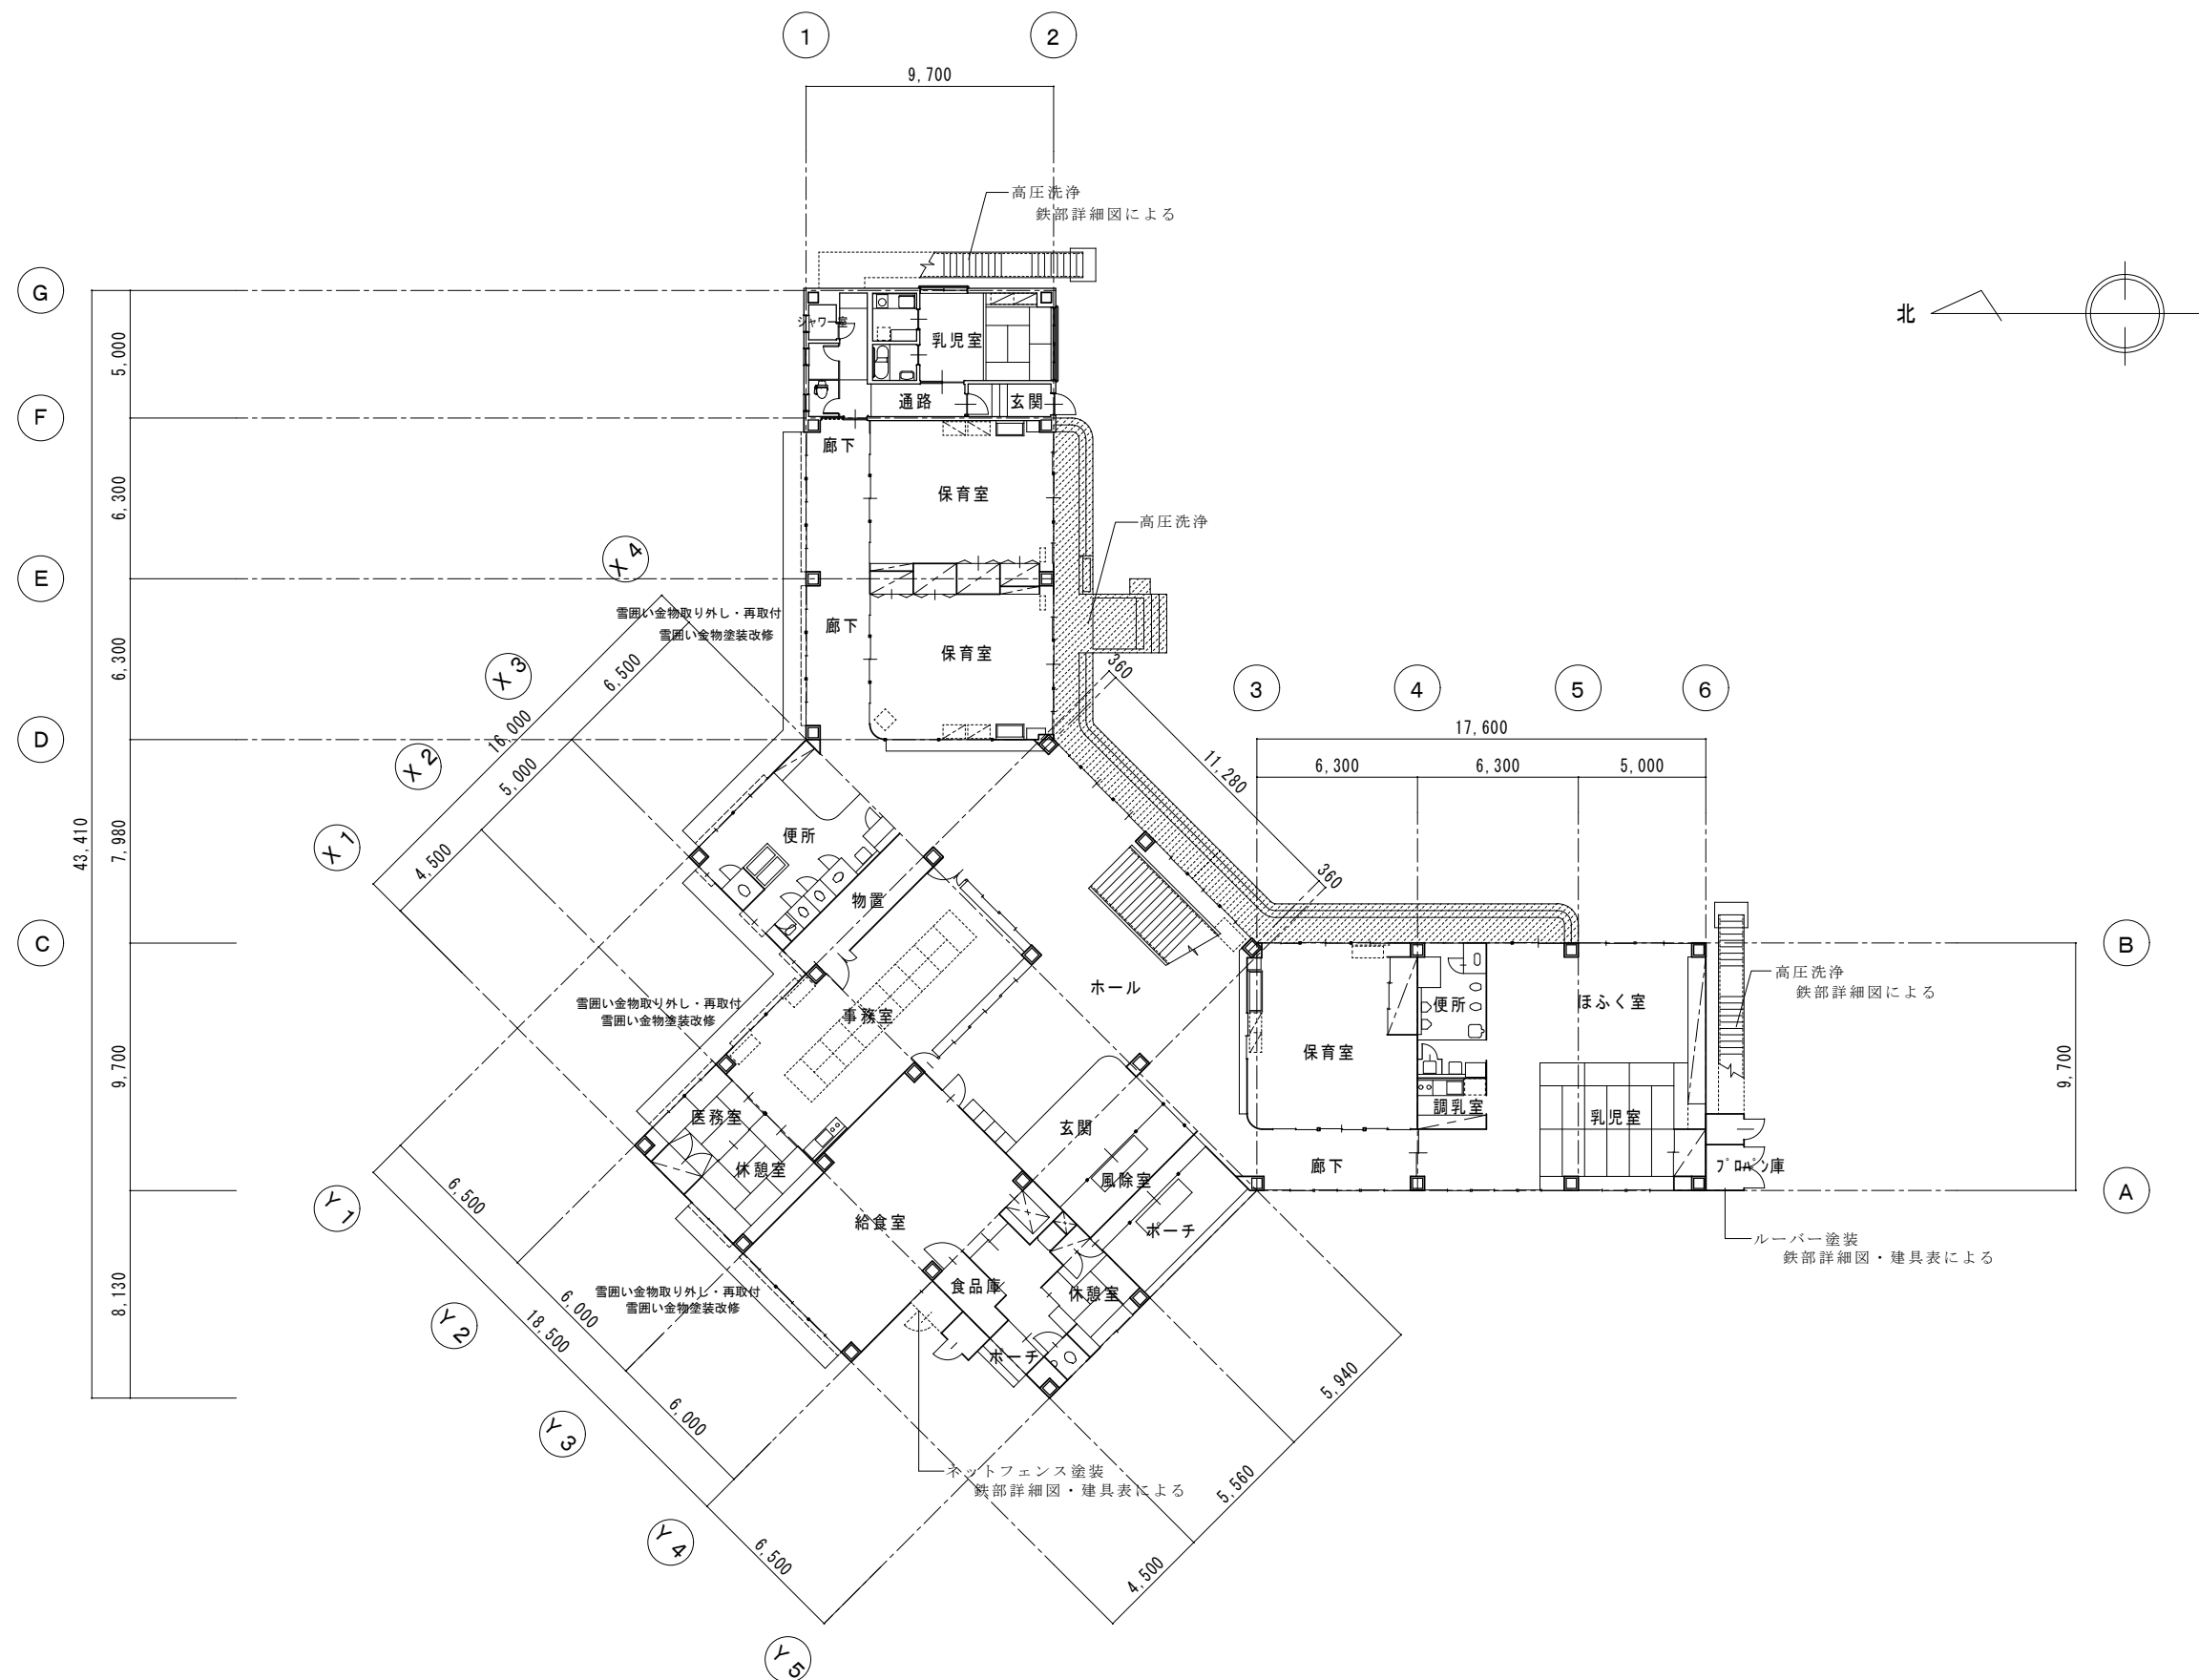 1
2
9,700
高圧洗浄
鉄部詳細図による
G
F
E
D
C
5,000
6,300
6,300
7,980
9,700
8,130
43,410
北
シャワー室
乳児室
通路
玄関
廊下
保育室
高圧洗浄
廊下
保育室
X 4
X 3
X 2
X 1
雪囲い金物取り外し・再取付
雪囲い金物塗装改修
6,500
16,000
5,000
4,500
360
11,280
360
3
4
5
6
17,600
6,300
6,300
5,000
便所
物置
事務室
ホール
雪囲い金物取り外し・再取付
雪囲い金物塗装改修
保育室
便所
ほふく室
調乳室
乳児室
廊下
プロパン庫
高圧洗浄
鉄部詳細図による
B
A
9,700
ルーバー塗装
鉄部詳細図・建具表による
医務室
休憩室
玄関
風除室
ポーチ
給食室
食品庫
休憩室
ポーチ
雪囲い金物取り外し・再取付
雪囲い金物塗装改修
Y 1
Y 2
Y 3
Y 4
Y 5
6,500
6,000
18,500
6,000
6,500
ネットフェンス塗装
鉄部詳細図・建具表による
5,940
5,560
4,500